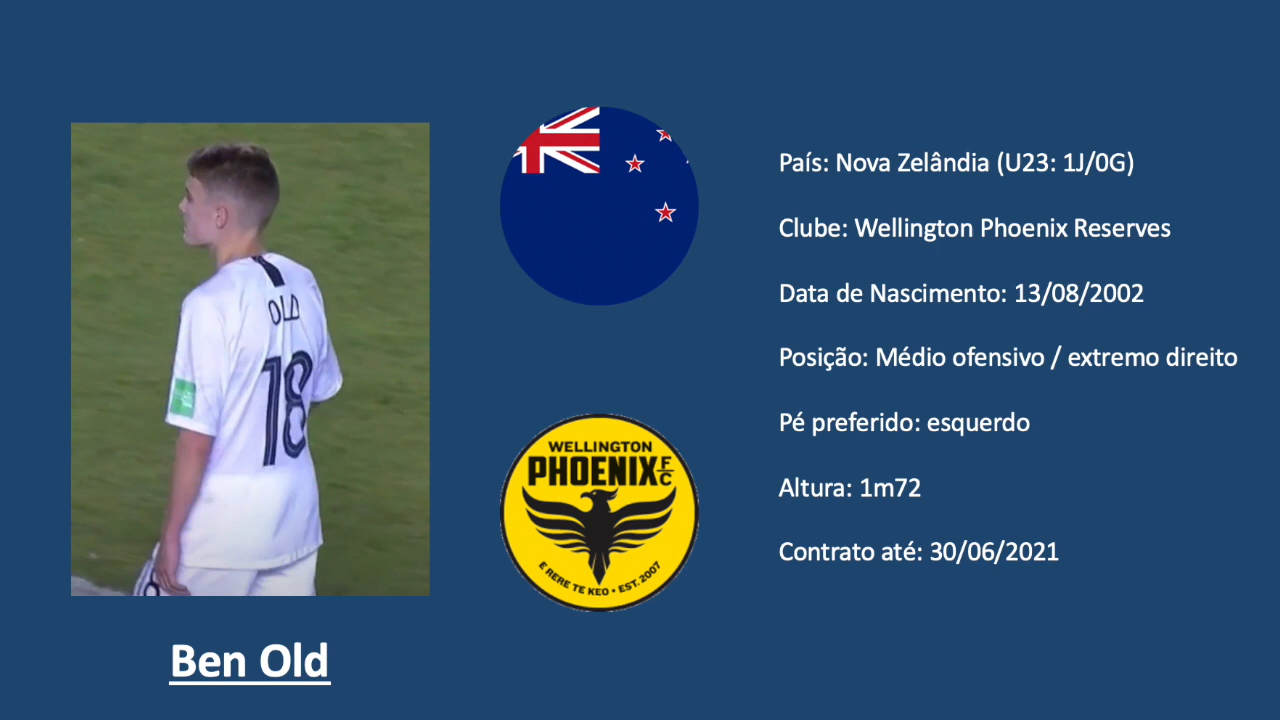 OLD
18
Ben Old
WELLINGTON
PHOENIX FC
E RERE TE KEO • EST. 2007
País: Nova Zelândia (U23: 1J/0G)
Clube: Wellington Phoenix Reserves
Data de Nascimento: 13/08/2002
Posição: Médio ofensivo / extremo direito
Pé preferido: esquerdo
Altura: 1m72
Contrato até: 30/06/2021